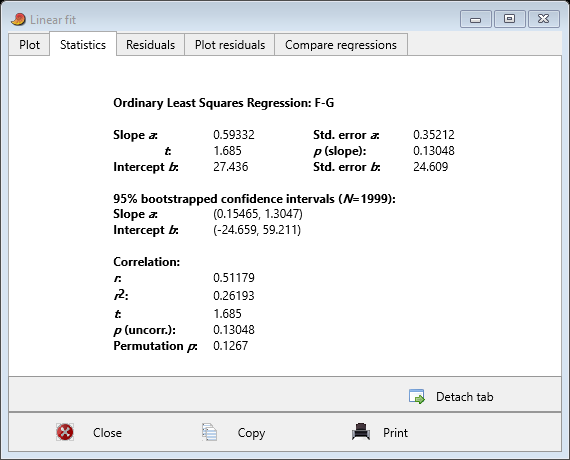 Linear fit
Plot Statistics Residuals Plot residuals Compare regressions
Ordinary Least Squares Regression: F-G
Slope a: 0.59332 Std. error a: 0.35212
t: 1.685 p (slope): 0.13048
Intercept b: 27.436 Std. error b: 24.609
95% bootstrapped confidence intervals (N=1999):
Slope a: (0.15465, 1.3047)
Intercept b: (-24.659, 59.211)
Correlation:
r: 0.51179
r2: 0.26193
t: 1.685
p (uncorr.): 0.13048
Permutation p: 0.1267
Detach tab
Close Copy Print